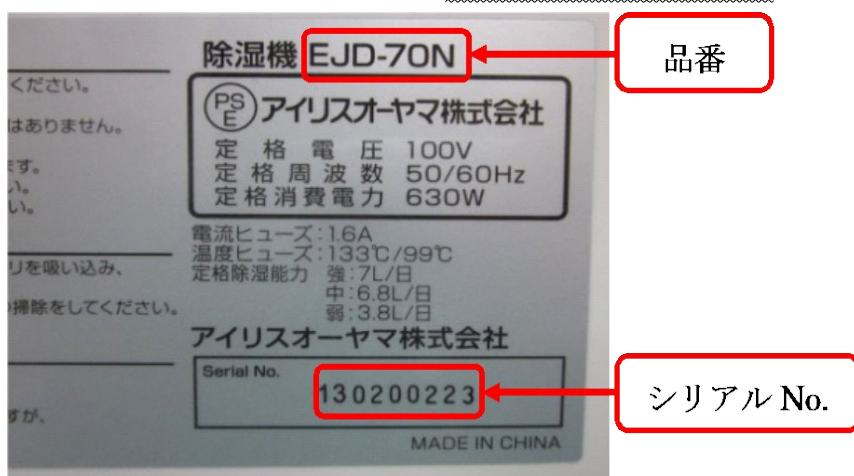 除湿機 EJD-70N
品番
PSE アイリスオーヤマ株式会社
定格電圧 100V
定格周波数 50/60Hz
定格消費電力 630W
電流ヒューズ:1.6A
温度ヒューズ:133℃/99℃
定格除湿能力 強:7L/日
中:6.8L/日
弱:3.8L/日
アイリスオーヤマ株式会社
Serial No.
130200223
シリアル No.
MADE IN CHINA
ください。
はありません。
ます。
い。
い。
リを吸い込み、
掃除をしてください。
すが、